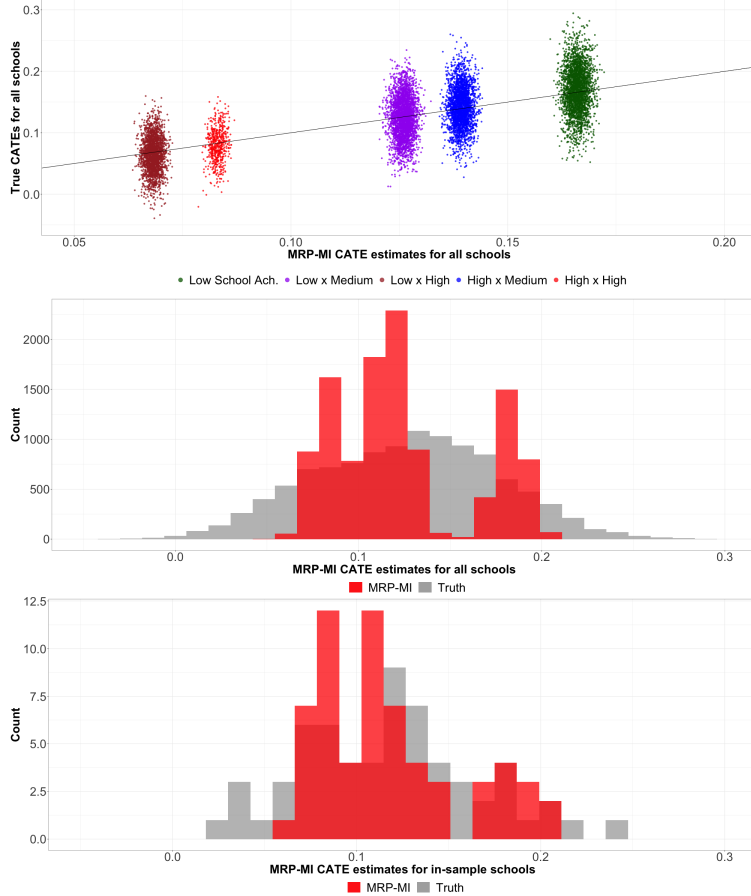 0.3
0.2
0.1
0.0
True CATEs for all schools
0.05 0.10 0.15 0.20
MRP-MI CATE estimates for all schools
Low School Ach. Low x Medium Low x High High x Medium High x High
2000
1500
1000
500
0
Count
0.0 0.1 0.2 0.3
MRP-MI CATE estimates for all schools
MRP-MI Truth
12.5
10.0
7.5
5.0
2.5
0.0
Count
0.0 0.1 0.2 0.3
MRP-MI CATE estimates for in-sample schools
MRP-MI Truth